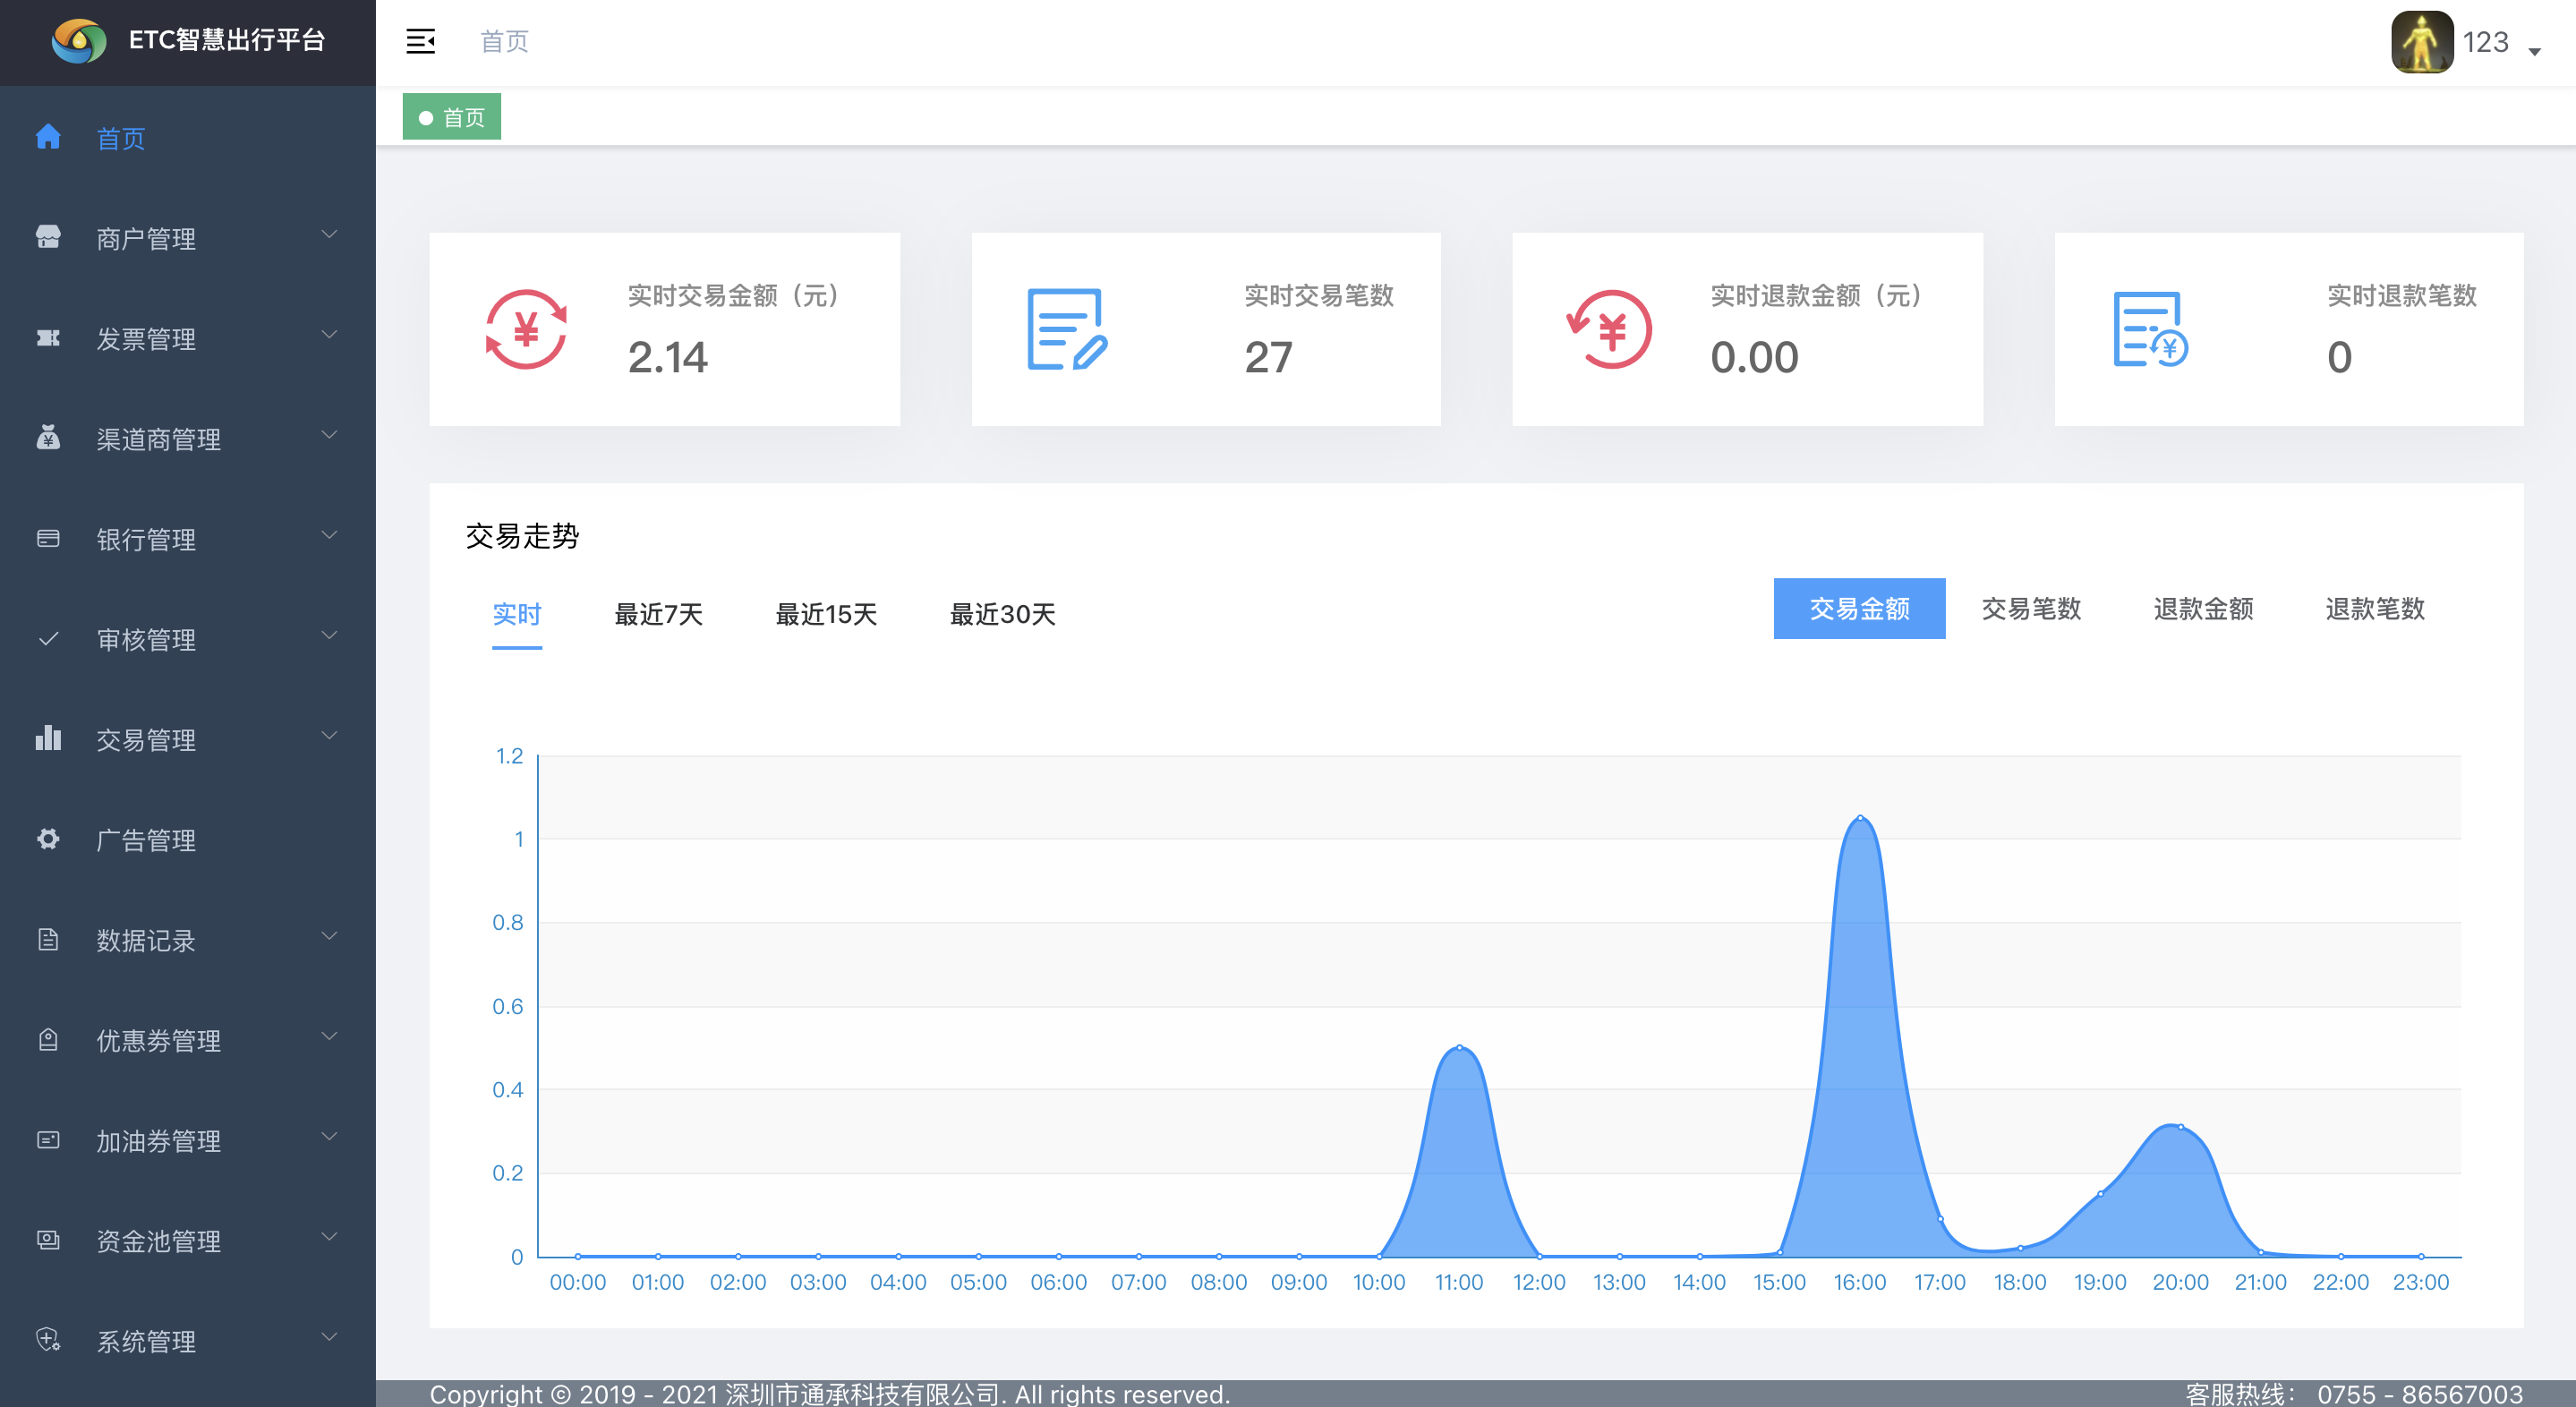 ETC智慧出行平台
首页
123
首页
首页
商户管理
发票管理
渠道商管理
银行管理
审核管理
交易管理
广告管理
数据记录
优惠劵管理
加油劵管理
资金池管理
系统管理
实时交易金额（元）
2.14
实时交易笔数
27
实时退款金额（元）
0.00
实时退款笔数
0
交易走势
实时 最近7天 最近15天 最近30天
交易金额 交易笔数 退款金额 退款笔数
1.2
1
0.8
0.6
0.4
0.2
0
00:00 01:00 02:00 03:00 04:00 05:00 06:00 07:00 08:00 09:00 10:00 11:00 12:00 13:00 14:00 15:00 16:00 17:00 18:00 19:00 20:00 21:00 22:00 23:00
Copyright © 2019 - 2021 深圳市通承科技有限公司. All rights reserved.
客服热线： 0755 - 86567003